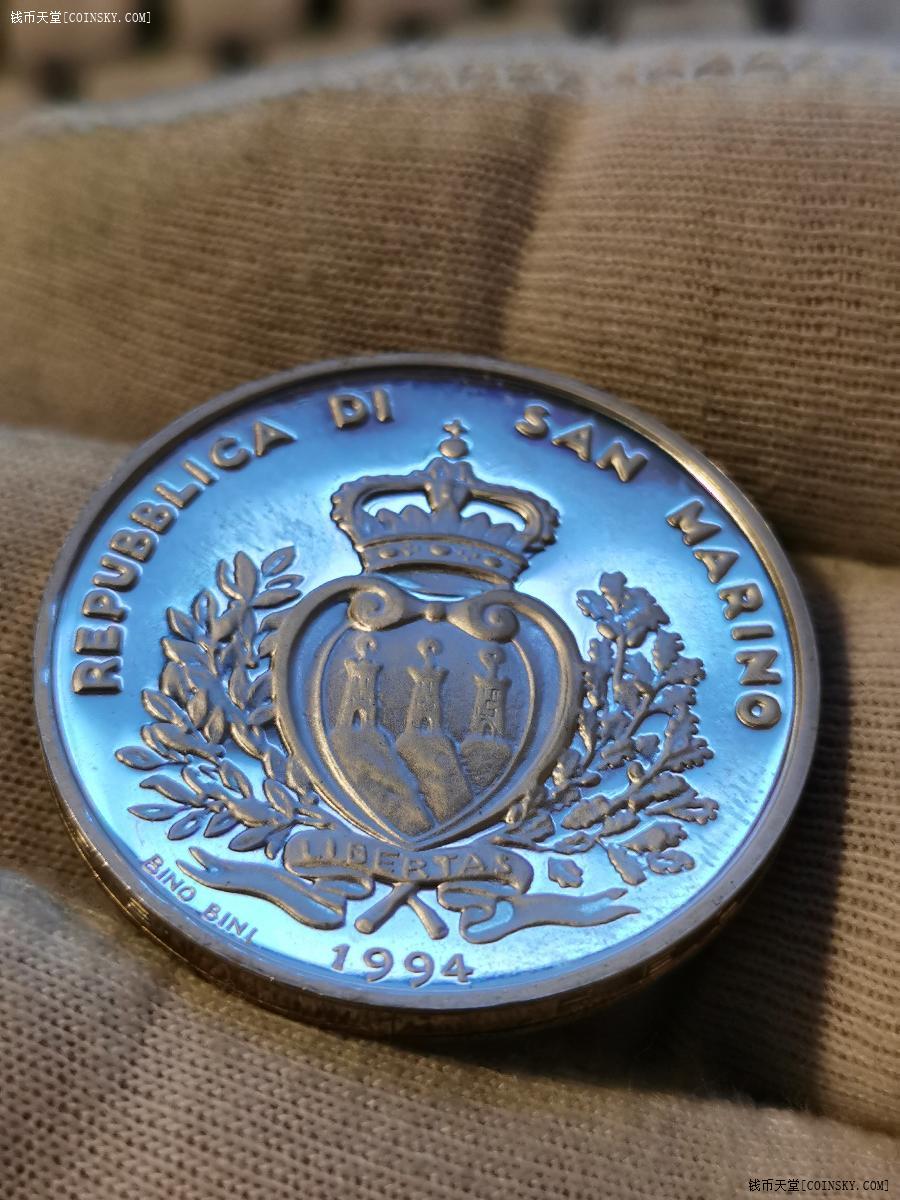 钱币天堂[COINSKY.COM]
REPUBBLICA DI SAN MARINO
LIBERTAS
BINO BINI
1994
钱币天堂[COINSKY.COM]